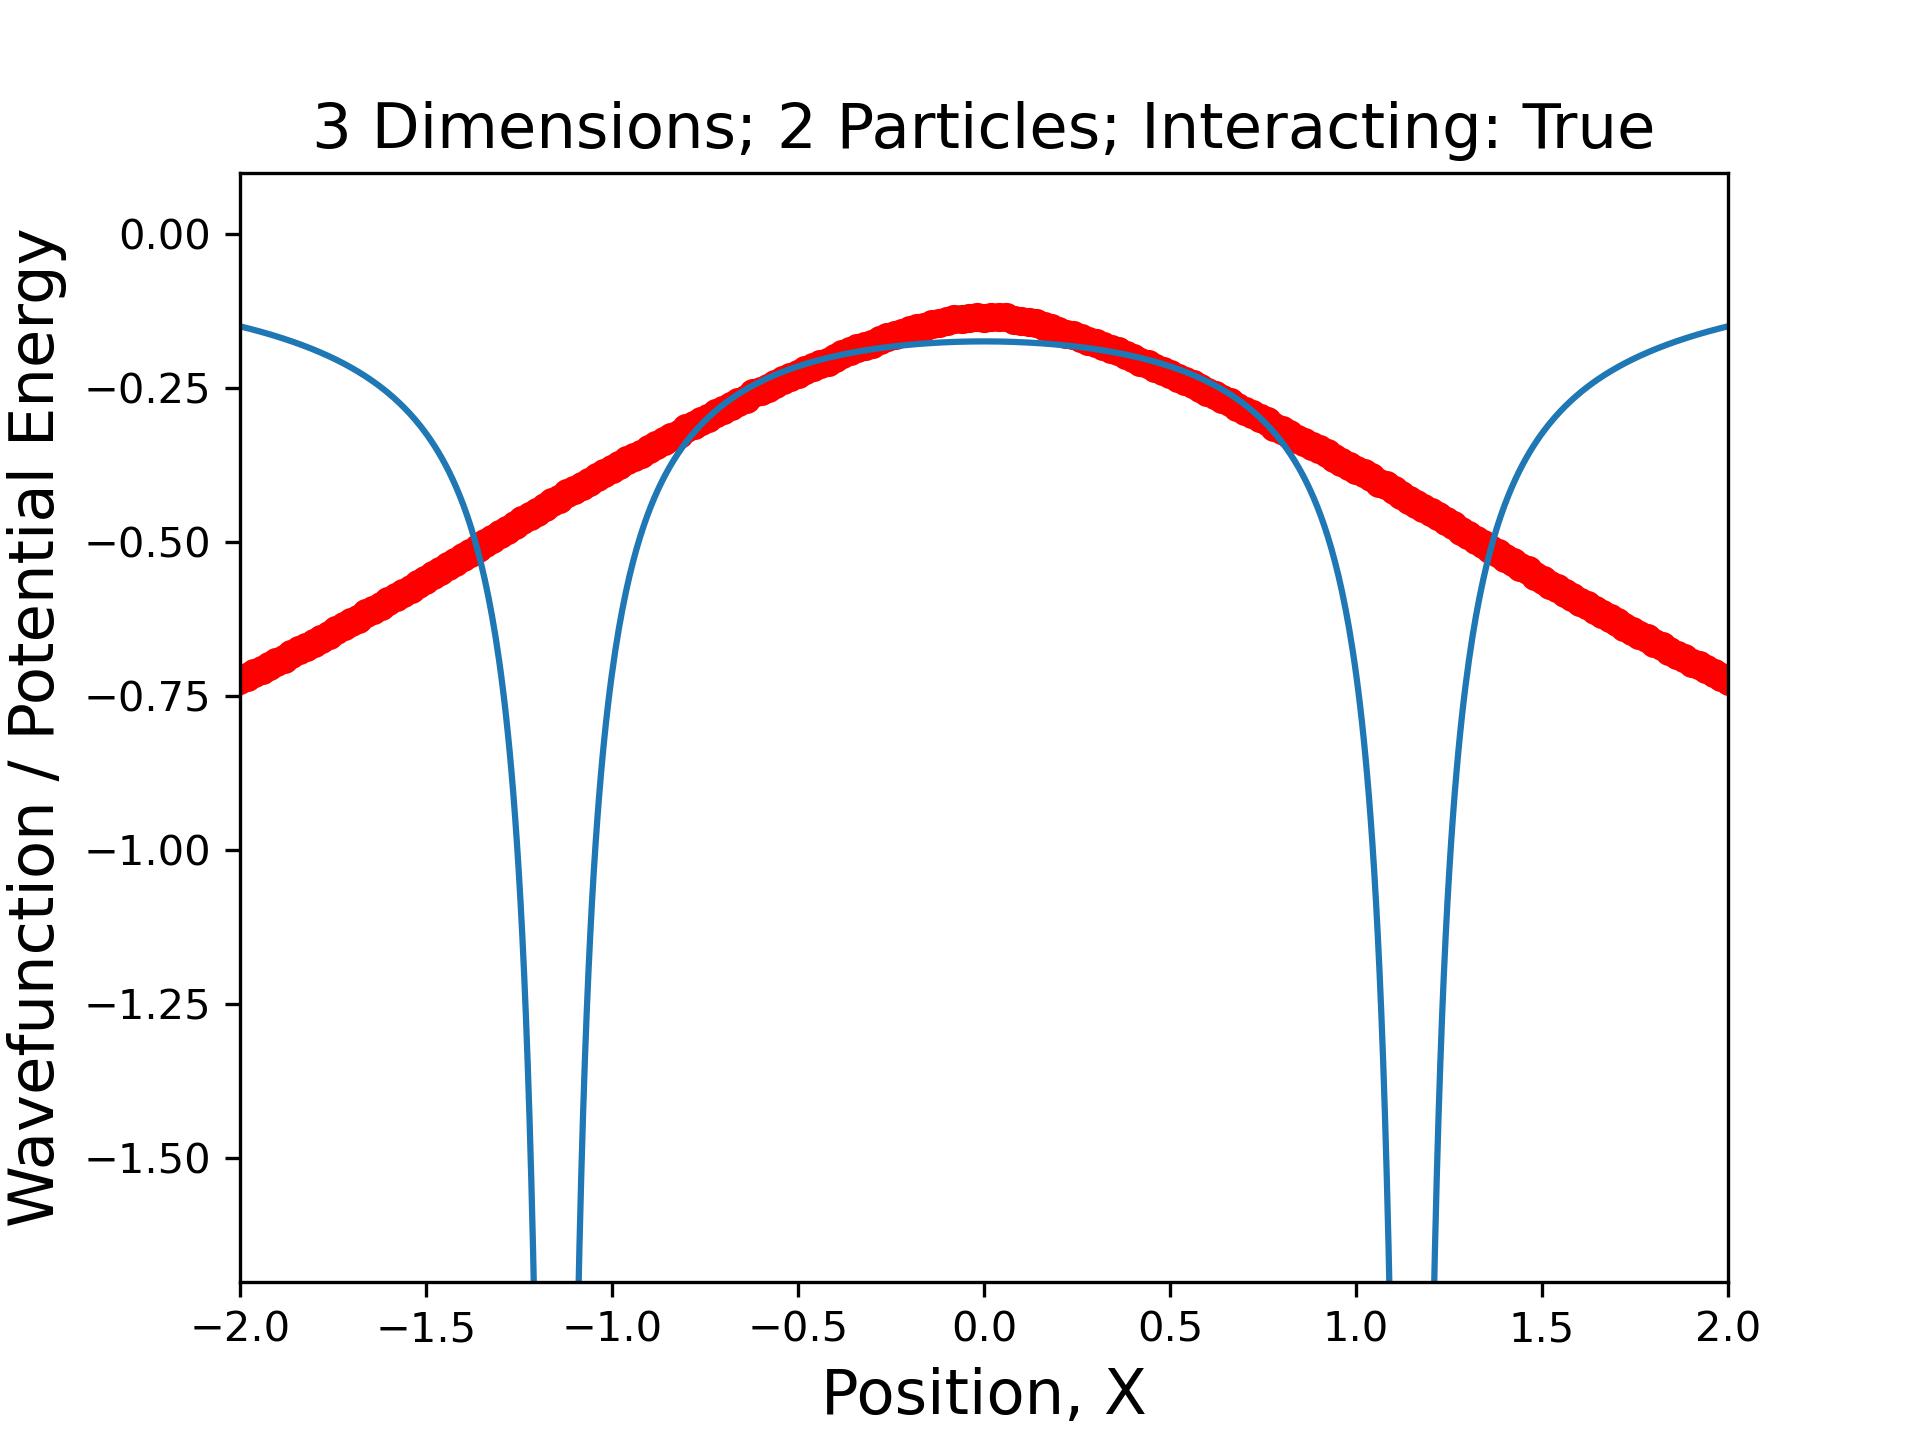 3 Dimensions; 2 Particles; Interacting: True
Wavefunction / Potential Energy
0.00
−0.25
−0.50
−0.75
−1.00
−1.25
−1.50
−2.0 −1.5 −1.0 −0.5 0.0 0.5 1.0 1.5 2.0
Position, X